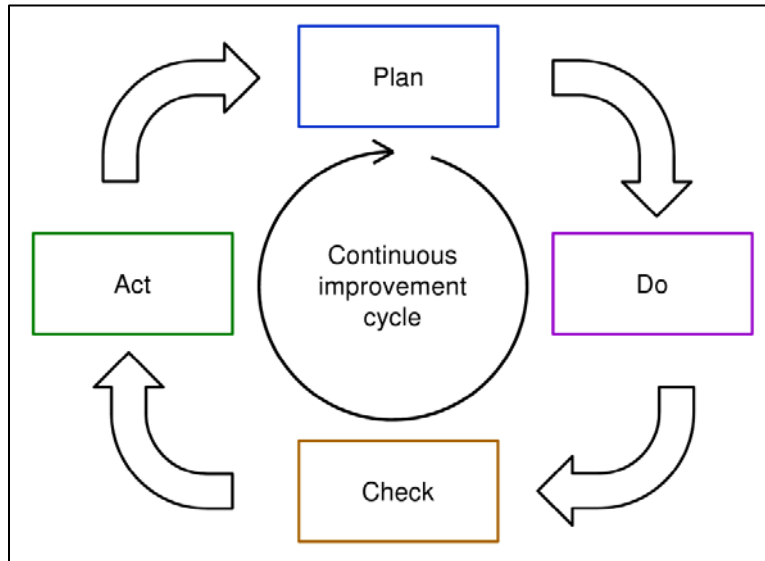 Plan
Do
Check
Act
Continuous
improvement
cycle